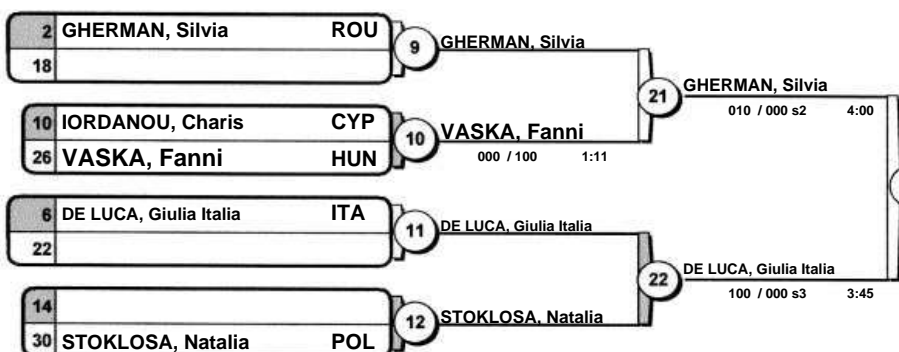 2 GHERMAN, Silvia ROU
18
9
GHERMAN, Silvia
10 IORDANOU, Charis CYP
26 VASKA, Fanni HUN
10
VASKA, Fanni
000 / 100 1:11
21
GHERMAN, Silvia
010 / 000 s2 4:00
6 DE LUCA, Giulia Italia ITA
22
11
DE LUCA, Giulia Italia
14
30 STOKLOSA, Natalia POL
12
STOKLOSA, Natalia
22
DE LUCA, Giulia Italia
100 / 000 s3 3:45